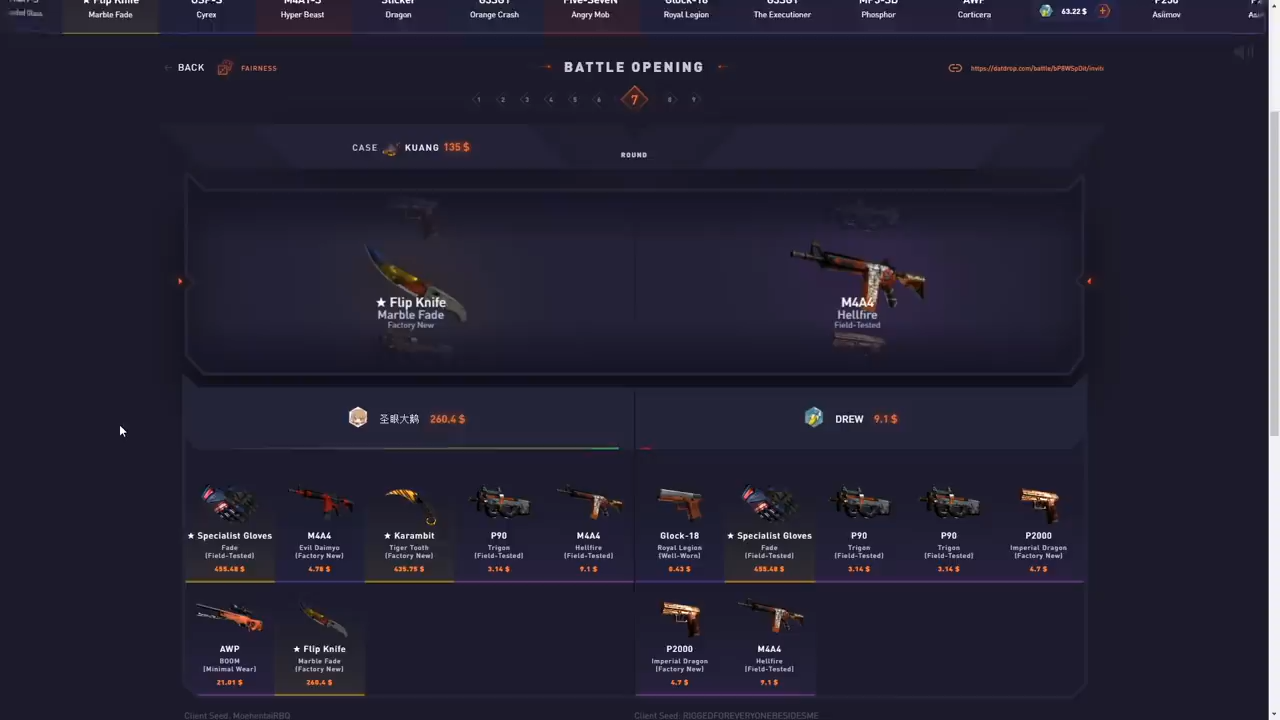 ★ Flip Knife
Marble Fade
USP-S
Cyrex
M4A1-S
Hyper Beast
Sticker
Dragon
G3SG1
Orange Crash
Five-SeveN
Angry Mob
Glock-18
Royal Legion
G3SG1
The Executioner
MP5-SD
Phosphor
AWP
Corticera
63.22 $
P250
Asiimov
← BACK
FAIRNESS
BATTLE OPENING
1 2 3 4 5 6 7 8 9
CASE KUANG 135 $
ROUND
★ Flip Knife
Marble Fade
Factory New
M4A4
Hellfire
Field-Tested
圣眼大鹅 260.4 $
DREW 9.1 $
★ Specialist Gloves
Fade
(Field-Tested)
455.48 $
M4A4
Evil Daimyo
(Factory New)
4.78 $
★ Karambit
Tiger Tooth
(Factory New)
435.75 $
P90
Trigon
(Field-Tested)
3.14 $
M4A4
Hellfire
(Field-Tested)
9.1 $
Glock-18
Royal Legion
(Well-Worn)
0.43 $
★ Specialist Gloves
Fade
(Field-Tested)
455.48 $
P90
Trigon
(Field-Tested)
3.14 $
P90
Trigon
(Field-Tested)
3.14 $
P2000
Imperial Dragon
(Factory New)
4.7 $
AWP
BOOM
(Minimal Wear)
21.01 $
★ Flip Knife
Marble Fade
(Factory New)
260.4 $
P2000
Imperial Dragon
(Factory New)
4.7 $
M4A4
Hellfire
(Field-Tested)
9.1 $
Client Seed: MoehentaiIRBQ
Client Seed: RIGGEDFOREVERYONEBESIDESME